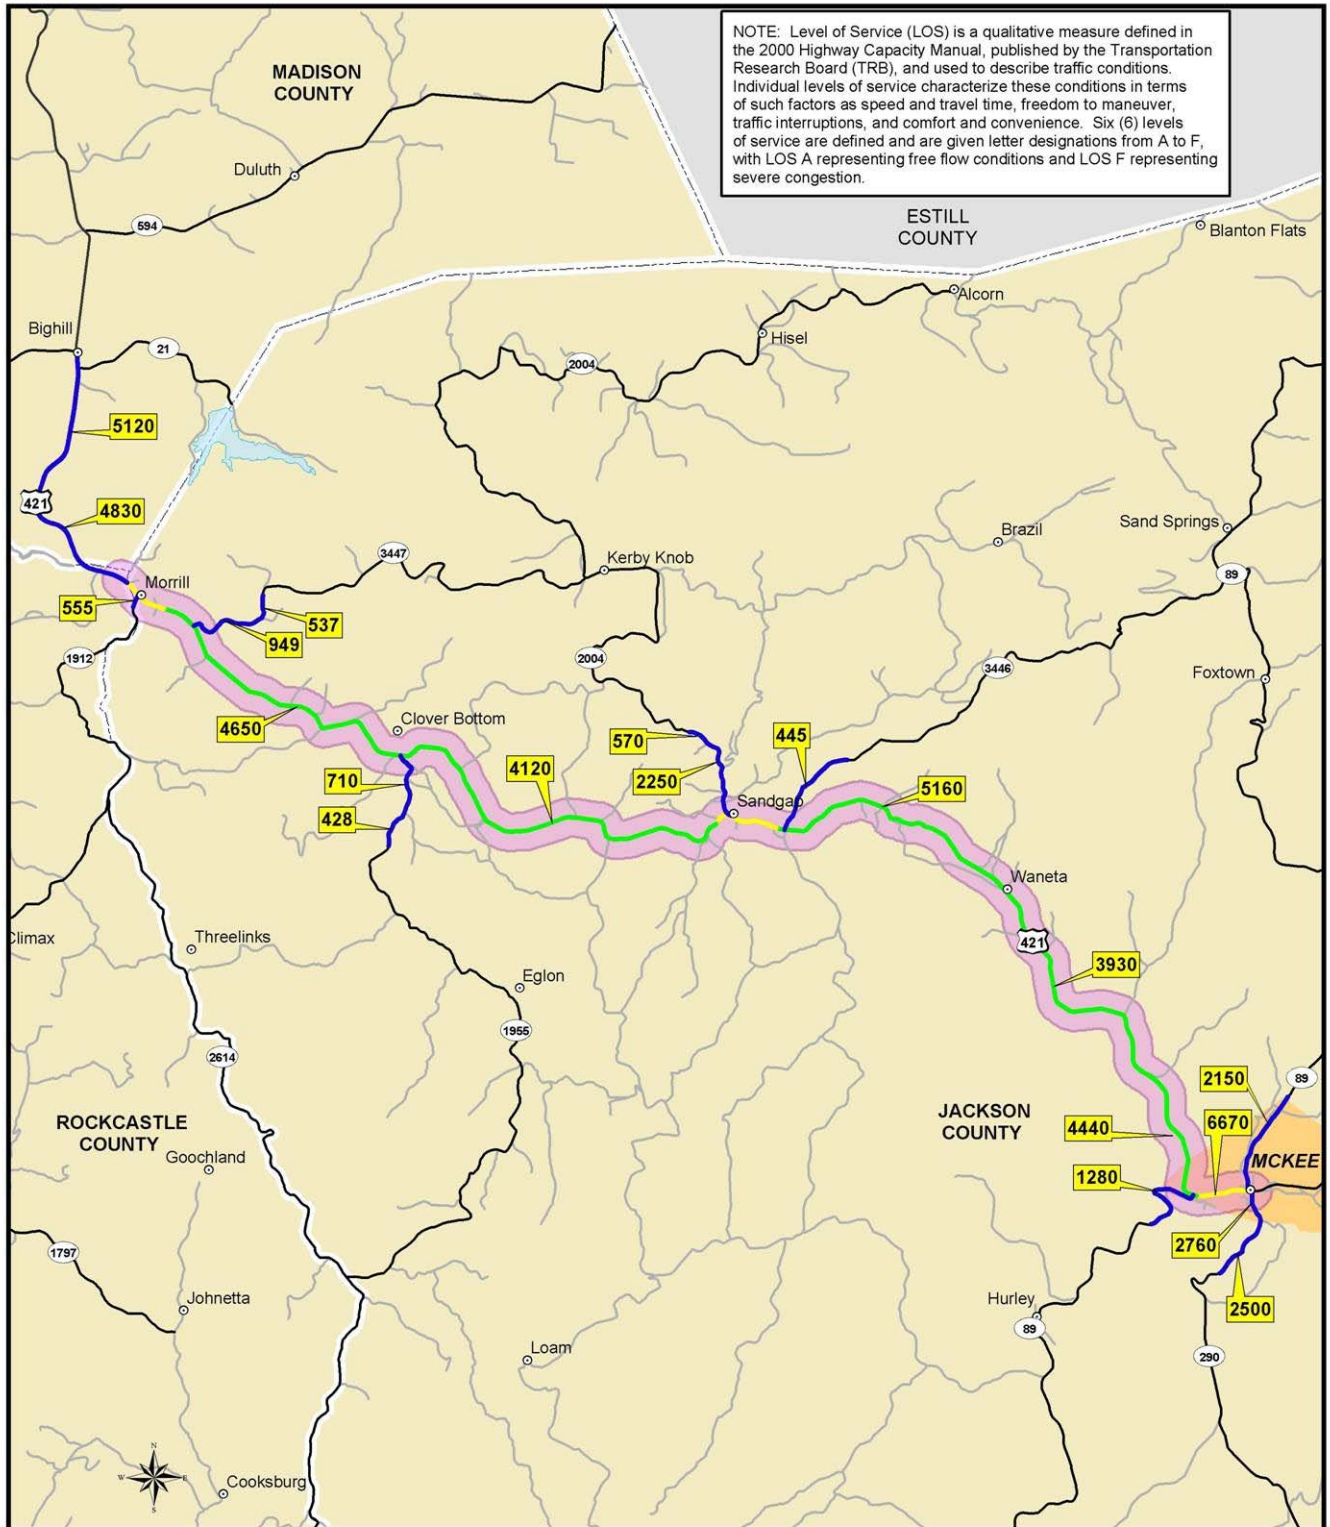 NOTE: Level of Service (LOS) is a qualitative measure defined in
the 2000 Highway Capacity Manual, published by the Transportation
Research Board (TRB), and used to describe traffic conditions.
Individual levels of service characterize these conditions in terms
of such factors as speed and travel time, freedom to maneuver,
traffic interruptions, and comfort and convenience. Six (6) levels
of service are defined and are given letter designations from A to F,
with LOS A representing free flow conditions and LOS F representing
severe congestion.
MADISON
COUNTY
Duluth
594
ESTILL
COUNTY
Blanton Flats
Alcorn
Bighill
21
Hisel
2004
5120
421
4830
Sand Springs
Brazil
3447
Kerby Knob
89
Morrill
555
537
949
1912
2004
3446
Foxtown
4650
Clover Bottom
570
445
710
4120
2250
5160
Sandgap
428
Waneta
421
Climax
Threelinks
3930
Eglon
1955
2614
2150
89
ROCKCASTLE
COUNTY
JACKSON
COUNTY
4440
6670
Goochland
MCKEE
1280
1797
2760
Johnetta
Hurley
89
2500
290
Loam
N
W
E
S
Cooksburg